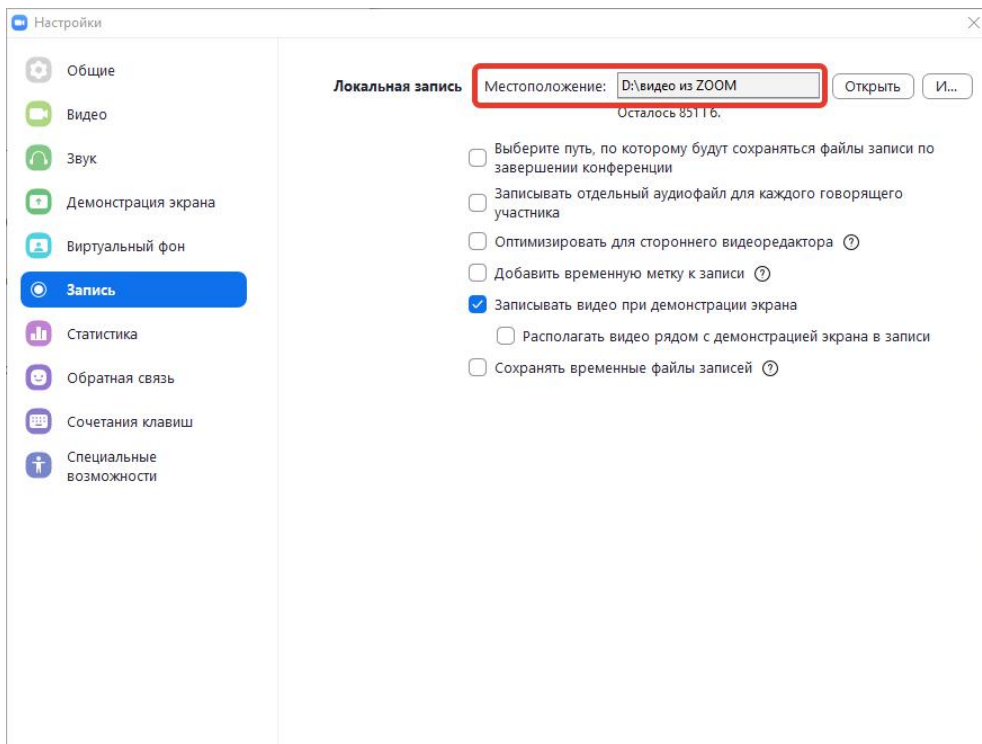 Настройки
Общие
Видео
Звук
Демонстрация экрана
Виртуальный фон
Запись
Статистика
Обратная связь
Сочетания клавиш
Специальные
возможности
Локальная запись Местоположение: D:\видео из ZOOM Открыть И...
Осталось 851 Гб.
Выберите путь, по которому будут сохраняться файлы записи по
завершении конференции
Записывать отдельный аудиофайл для каждого говорящего
участника
Оптимизировать для стороннего видеоредактора ?
Добавить временную метку к записи ?
Записывать видео при демонстрации экрана
Располагать видео рядом с демонстрацией экрана в записи
Сохранять временные файлы записей ?